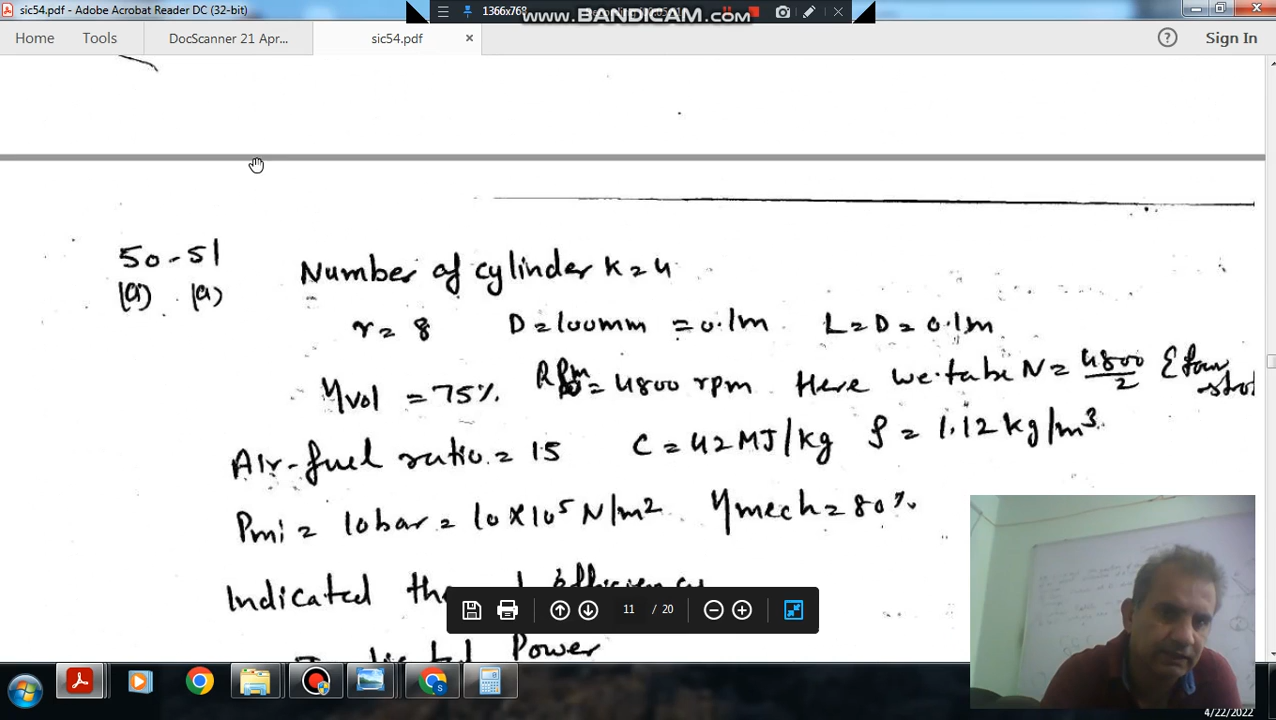 sic54.pdf - Adobe Acrobat Reader DC (32-bit)
1366x768
www.BANDICAM.com
Home Tools DocScanner 21 Apr... sic54.pdf × ? Sign In
50-51
(a) (a)
Number of cylinder K = 4
r = 8 D = 100mm = 0.1m L = D = 0.1m
ηvol = 75% RPm = 4800 rpm Here we take N = 4800/2 {four
Air-fuel ratio = 15 C = 42 MJ/kg ρ = 1.12 kg/m³
Pmi = 10 bar = 10 × 10⁵ N/m² ηmech = 80%
Indicated efficiency
11 / 20
Power
4/22/2022